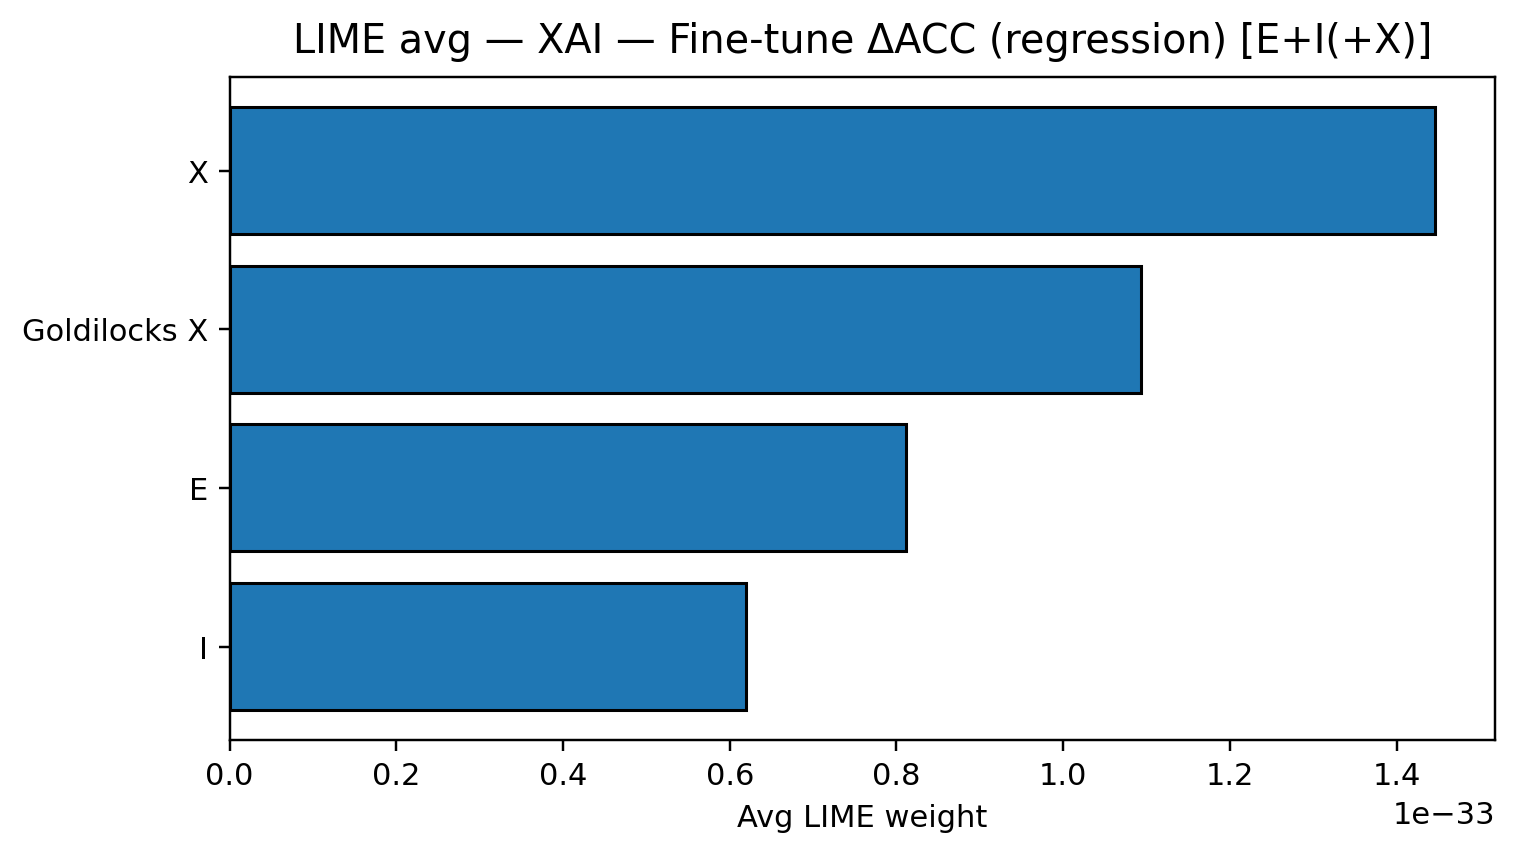 LIME avg — XAI — Fine-tune ΔACC (regression) [E+I(+X)]
X
Goldilocks X
E
I
0.0 0.2 0.4 0.6 0.8 1.0 1.2 1.4
1e−33
Avg LIME weight